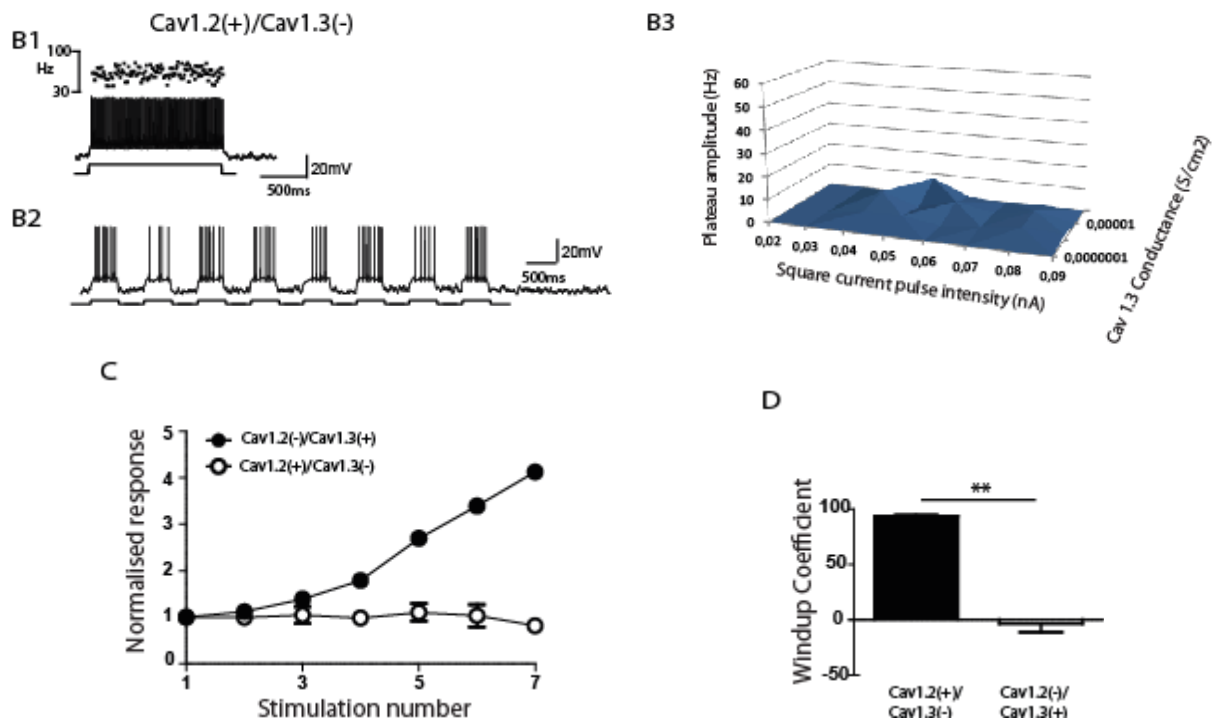 Cav1.2(+)/Cav1.3(-)
B1
100
Hz
30
20mV
500ms
B2
20mV
500ms
B3
Plateau amplitude (Hz)
60
50
40
30
20
10
0
0,02 0,03 0,04 0,05 0,06 0,07 0,08 0,09
Square current pulse intensity (nA)
0,00001
0,0000001
Cav 1.3 Conductance (S/cm2)
C
Normalised response
5
4
3
2
1
0
Cav1.2(-)/Cav1.3(+)
Cav1.2(+)/Cav1.3(-)
1 3 5 7
Stimulation number
D
Windup Coefficient
**
100
50
0
-50
Cav1.2(+)/
Cav1.3(-)
Cav1.2(-)/
Cav1.3(+)